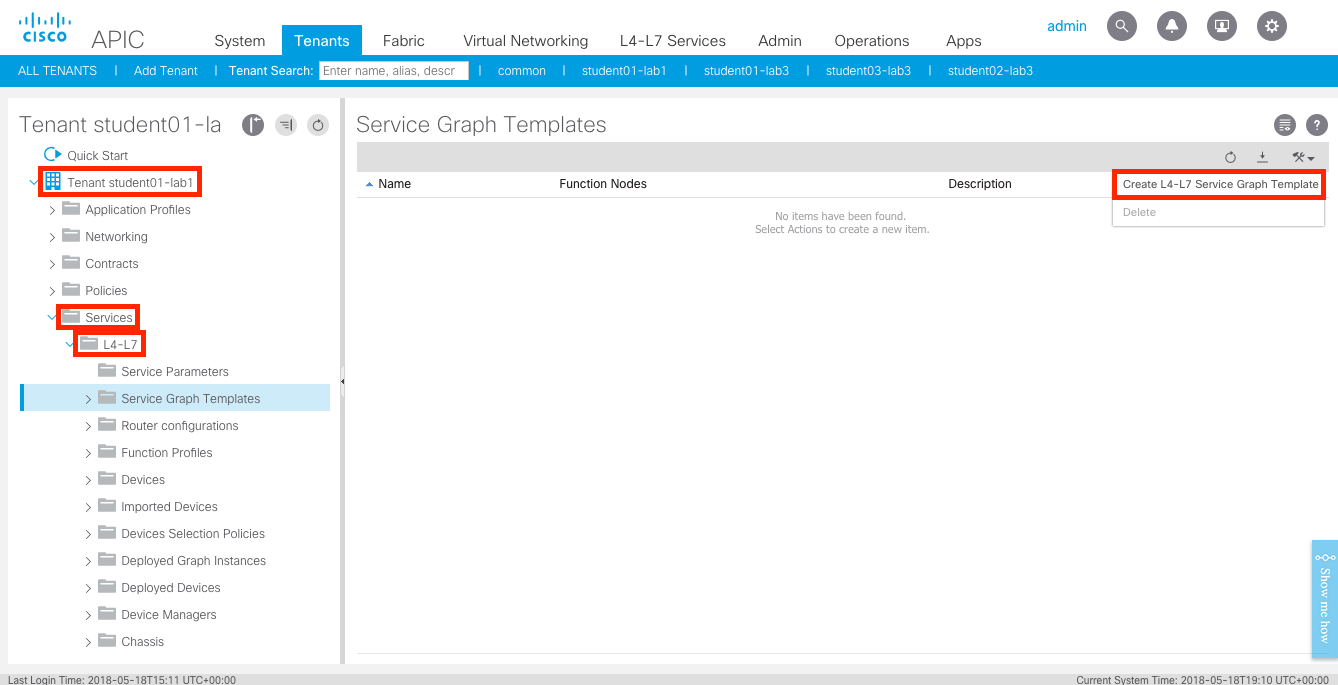 CISCO APIC
System Tenants Fabric Virtual Networking L4-L7 Services Admin Operations Apps admin
ALL TENANTS | Add Tenant | Tenant Search: Enter name, alias, descr | common | student01-lab1 | student01-lab3 | student03-lab3 | student02-lab3
Tenant student01-la
Quick Start
Tenant student01-lab1
Application Profiles
Networking
Contracts
Policies
Services
L4-L7
Service Parameters
Service Graph Templates
Router configurations
Function Profiles
Devices
Imported Devices
Devices Selection Policies
Deployed Graph Instances
Deployed Devices
Device Managers
Chassis
Service Graph Templates
?
Name Function Nodes Description
Create L4-L7 Service Graph Template
Delete
No items have been found.
Select Actions to create a new item.
Show me how
Last Login Time: 2018-05-18T15:11 UTC+00:00
Current System Time: 2018-05-18T19:10 UTC+00:00